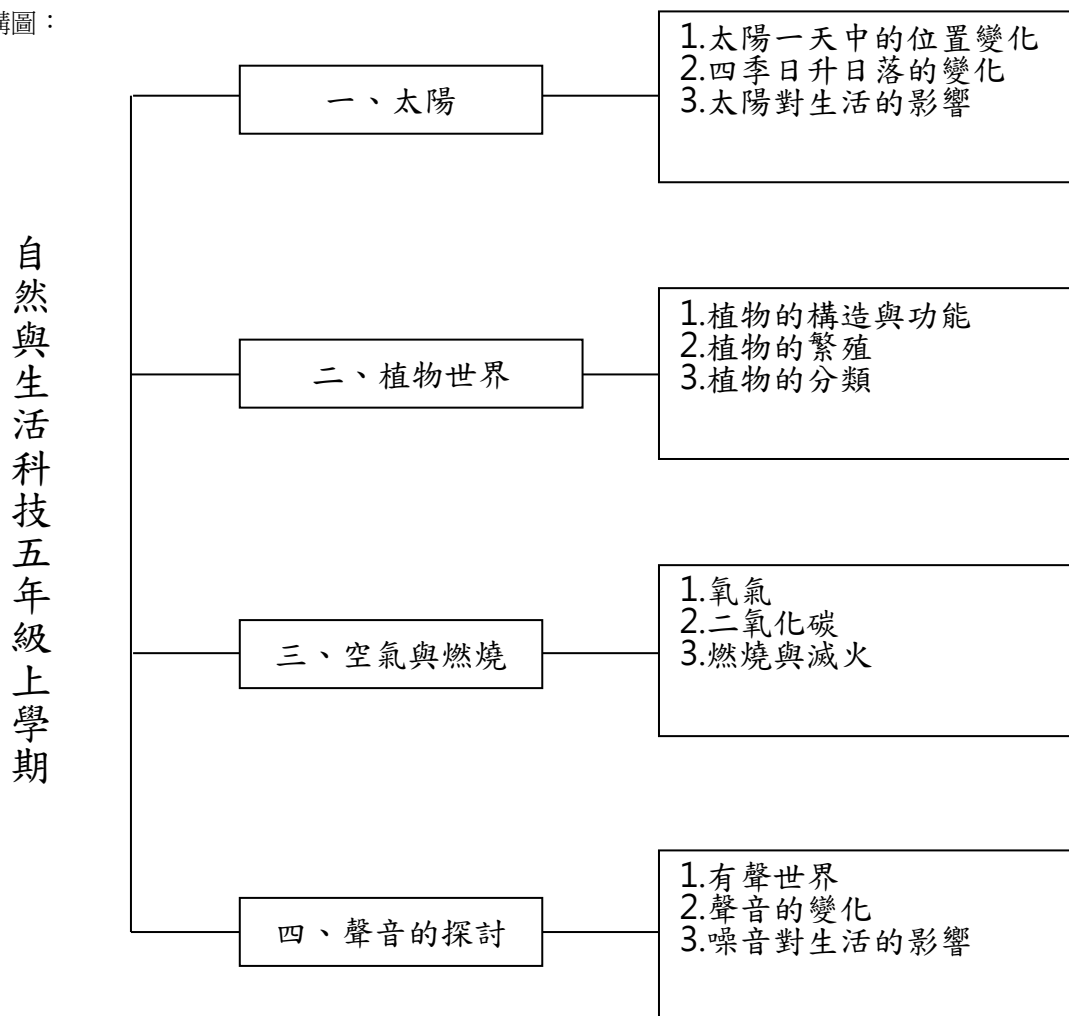 構圖：
自然與生活科技五年級上學期
一、太陽
1.太陽一天中的位置變化
2.四季日升日落的變化
3.太陽對生活的影響
二、植物世界
1.植物的構造與功能
2.植物的繁殖
3.植物的分類
三、空氣與燃燒
1.氧氣
2.二氧化碳
3.燃燒與滅火
四、聲音的探討
1.有聲世界
2.聲音的變化
3.噪音對生活的影響